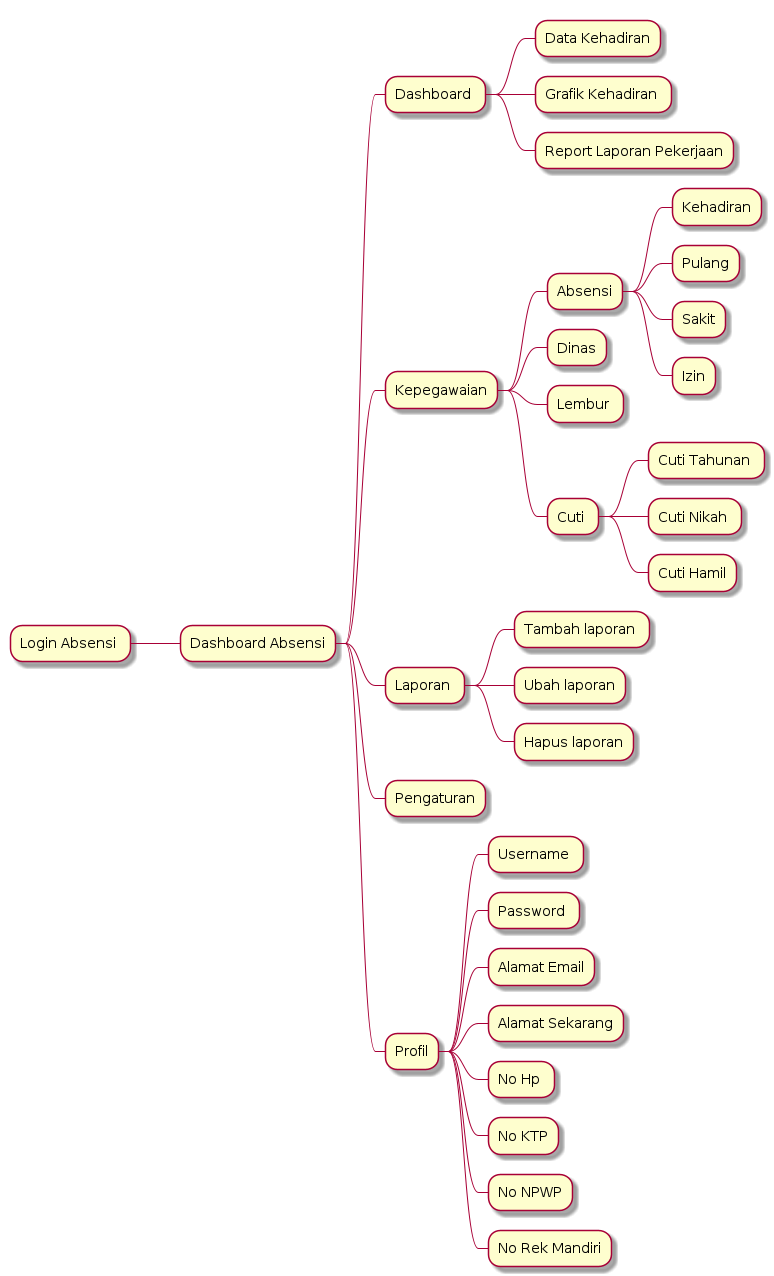 Login Absensi
Dashboard Absensi
Dashboard
Data Kehadiran
Grafik Kehadiran
Report Laporan Pekerjaan
Kepegawaian
Absensi
Kehadiran
Pulang
Sakit
Izin
Dinas
Lembur
Cuti
Cuti Tahunan
Cuti Nikah
Cuti Hamil
Laporan
Tambah laporan
Ubah laporan
Hapus laporan
Pengaturan
Profil
Username
Password
Alamat Email
Alamat Sekarang
No Hp
No KTP
No NPWP
No Rek Mandiri